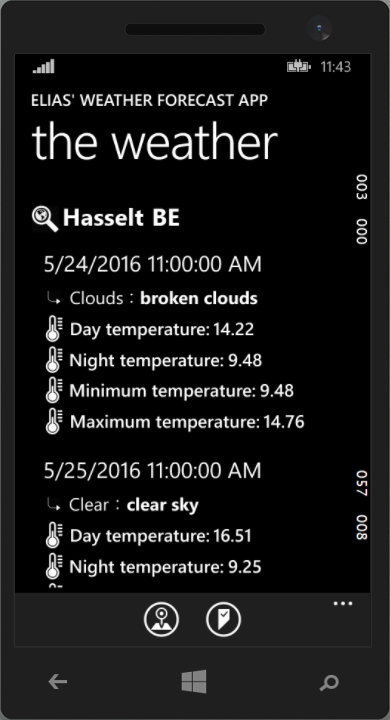 11:43
ELIAS' WEATHER FORECAST APP
the weather
003 000
Hasselt BE
5/24/2016 11:00:00 AM
Clouds : broken clouds
Day temperature: 14.22
Night temperature: 9.48
Minimum temperature: 9.48
Maximum temperature: 14.76
5/25/2016 11:00:00 AM
Clear : clear sky
057 008
Day temperature: 16.51
Night temperature: 9.25